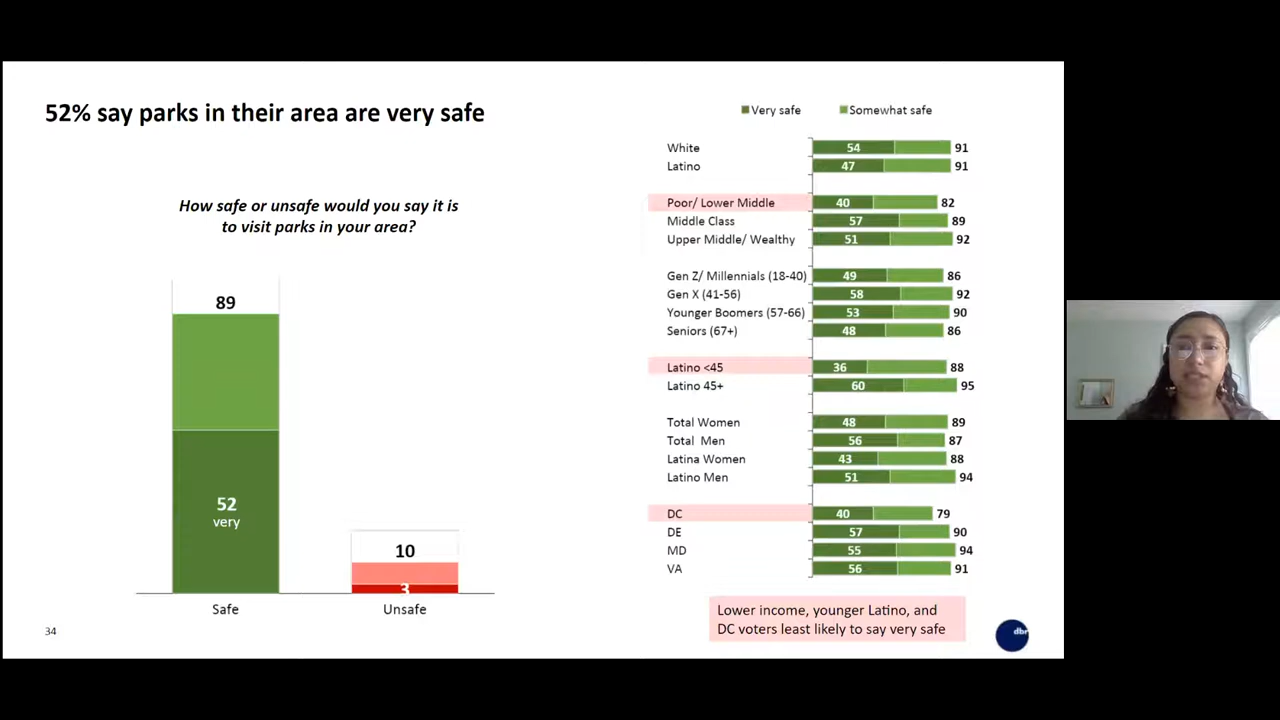 52% say parks in their area are very safe
How safe or unsafe would you say it is
to visit parks in your area?
89
52
very
10
3
Safe
Unsafe
Very safe
Somewhat safe
White 54 91
Latino 47 91
Poor/ Lower Middle 40 82
Middle Class 57 89
Upper Middle/ Wealthy 51 92
Gen Z/ Millennials (18-40) 49 86
Gen X (41-56) 58 92
Younger Boomers (57-66) 53 90
Seniors (67+) 48 86
Latino <45 36 88
Latino 45+ 60 95
Total Women 48 89
Total Men 56 87
Latina Women 43 88
Latino Men 51 94
DC 40 79
DE 57 90
MD 55 94
VA 56 91
Lower income, younger Latino, and
DC voters least likely to say very safe
34
dbr